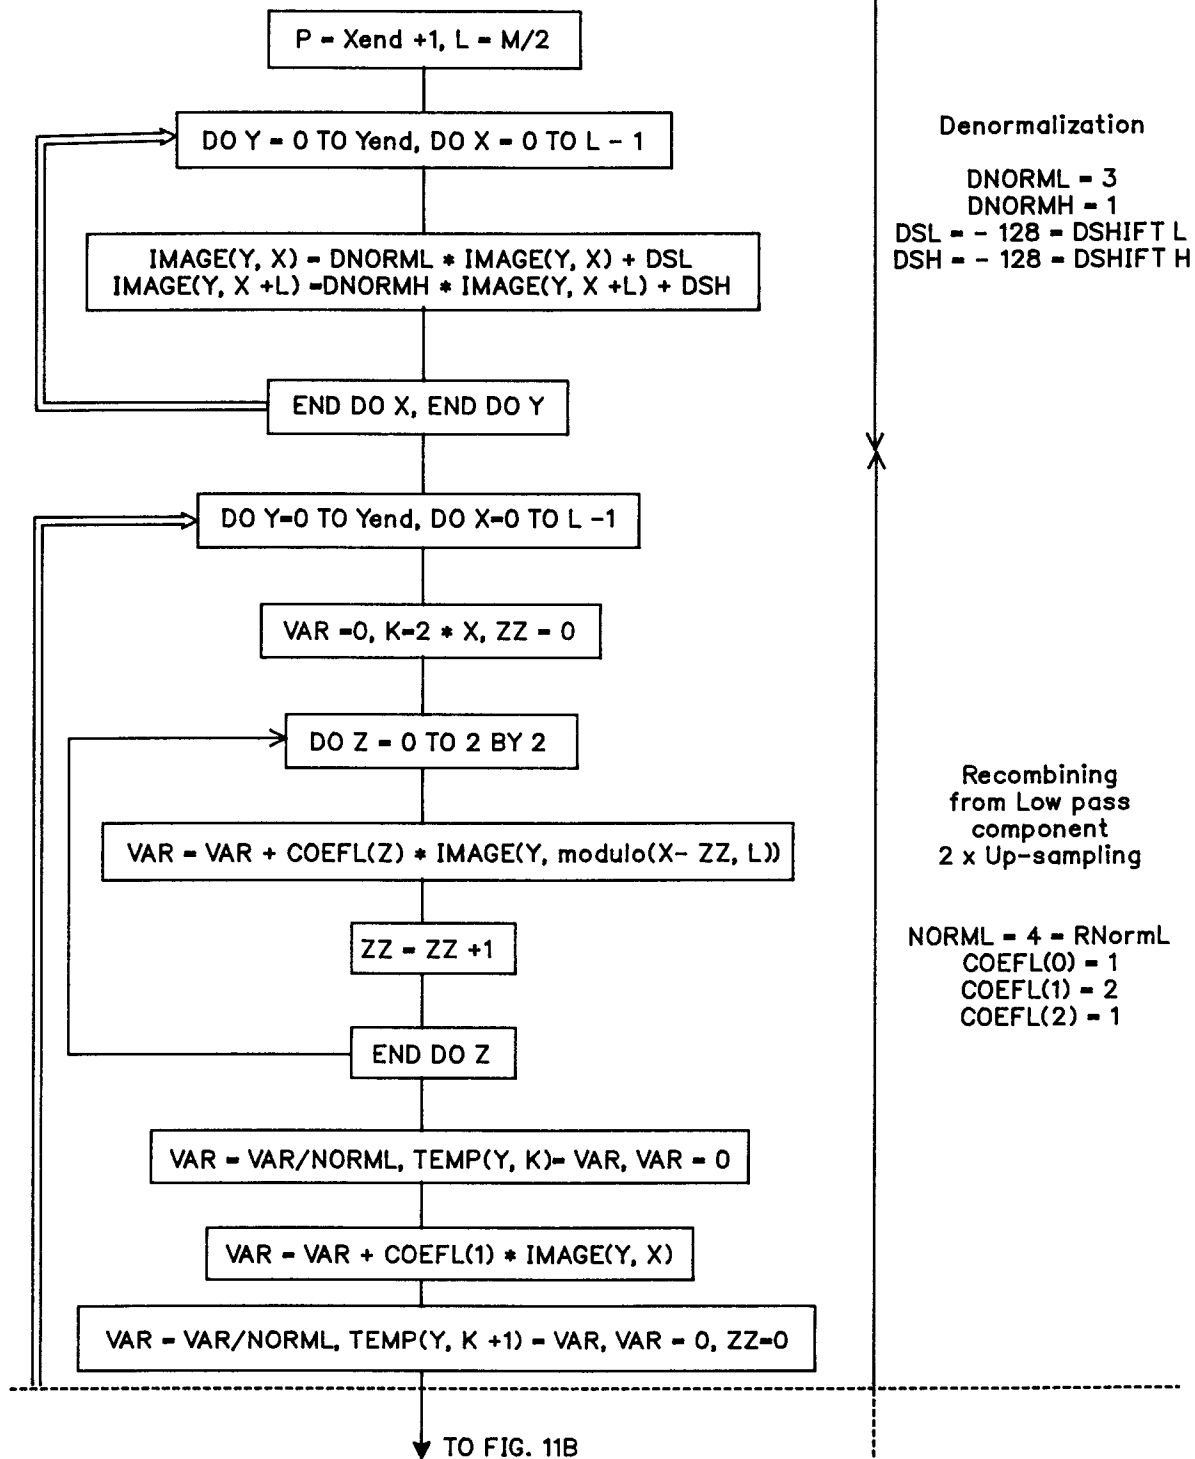 P = Xend +1, L = M/2
DO Y = 0 TO Yend, DO X = 0 TO L - 1
IMAGE(Y, X) = DNORML * IMAGE(Y, X) + DSL
IMAGE(Y, X +L) =DNORMH * IMAGE(Y, X +L) + DSH
END DO X, END DO Y
Denormalization
DNORML = 3
DNORMH = 1
DSL = - 128 = DSHIFT L
DSH = - 128 = DSHIFT H
DO Y=0 TO Yend, DO X=0 TO L -1
VAR =0, K=2 * X, ZZ = 0
DO Z = 0 TO 2 BY 2
VAR = VAR + COEFL(Z) * IMAGE(Y, modulo(X- ZZ, L))
ZZ = ZZ +1
END DO Z
VAR = VAR/NORML, TEMP(Y, K)= VAR, VAR = 0
VAR = VAR + COEFL(1) * IMAGE(Y, X)
VAR = VAR/NORML, TEMP(Y, K +1) = VAR, VAR = 0, ZZ=0
Recombining
from Low pass
component
2 x Up-sampling
NORML = 4 = RNormL
COEFL(0) = 1
COEFL(1) = 2
COEFL(2) = 1
TO FIG. 11B